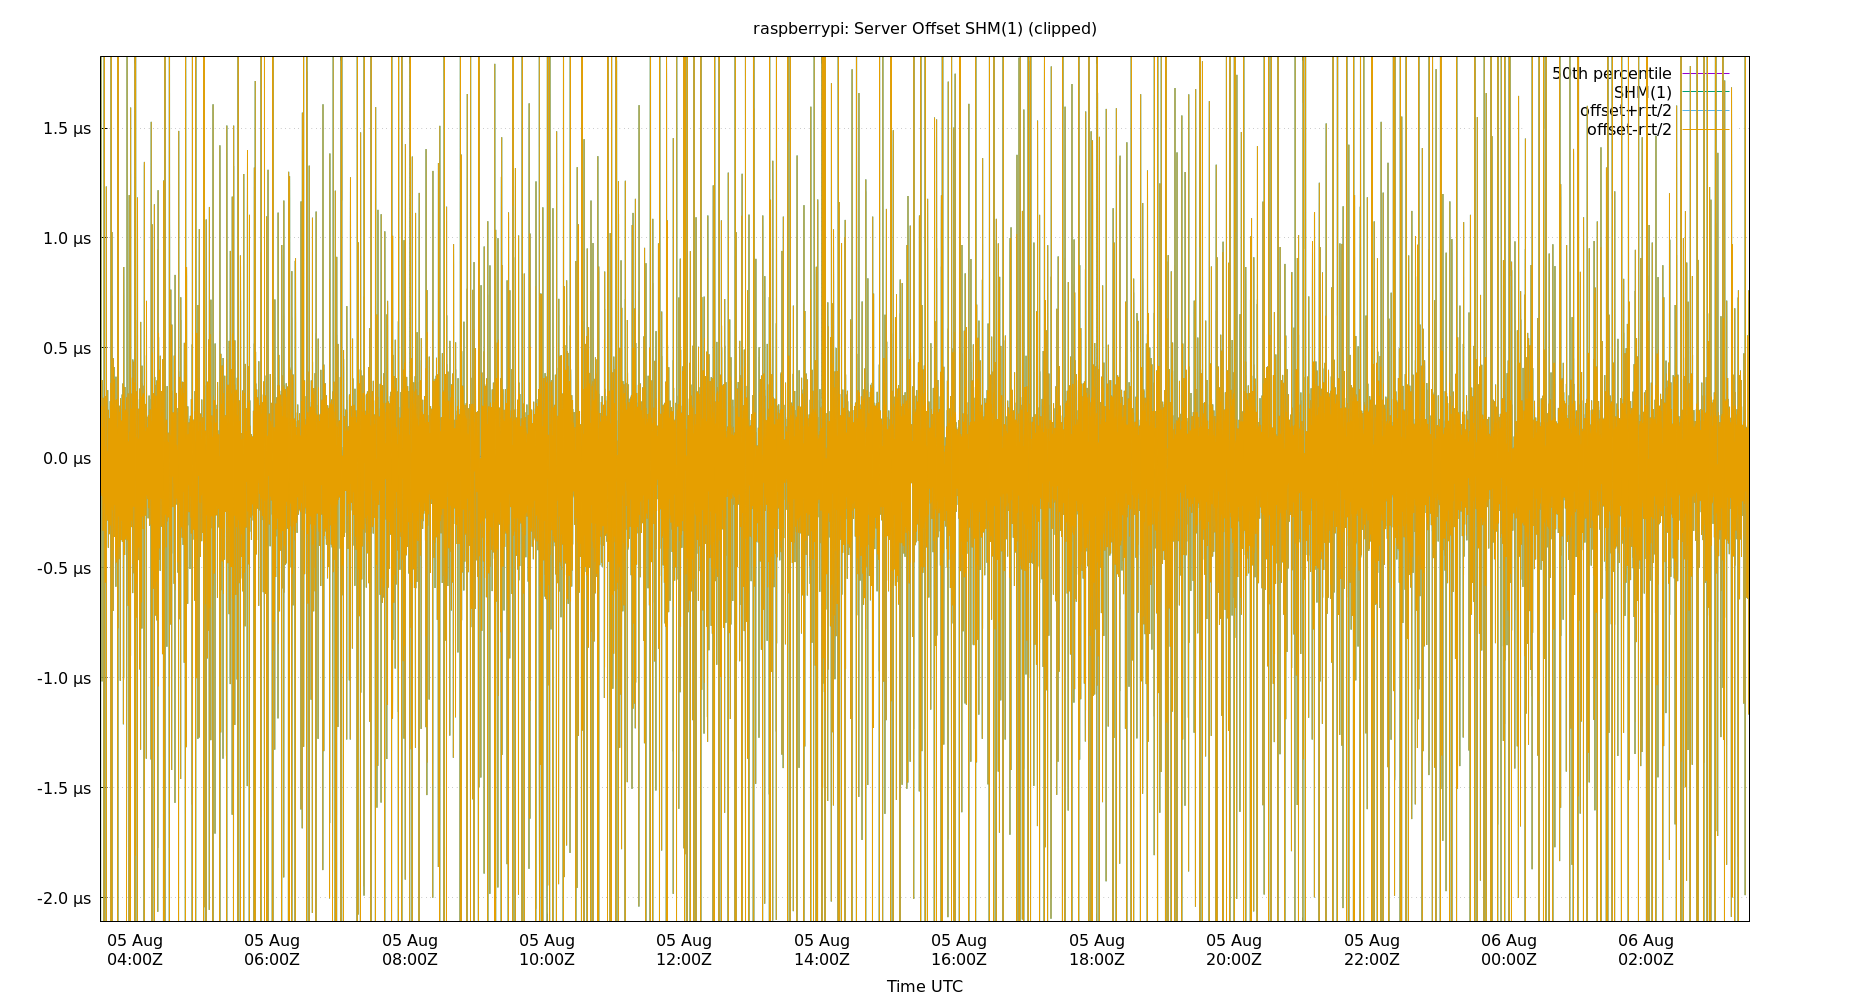 raspberrypi: Server Offset SHM(1) (clipped)
50th percentile
SHM(1)
offset+rtt/2
offset-rtt/2
1.5 µs
1.0 µs
0.5 µs
0.0 µs
-0.5 µs
-1.0 µs
-1.5 µs
-2.0 µs
05 Aug 05 Aug 05 Aug 05 Aug 05 Aug 05 Aug 05 Aug 05 Aug 05 Aug 05 Aug 06 Aug 06 Aug
04:00Z 06:00Z 08:00Z 10:00Z 12:00Z 14:00Z 16:00Z 18:00Z 20:00Z 22:00Z 00:00Z 02:00Z
Time UTC